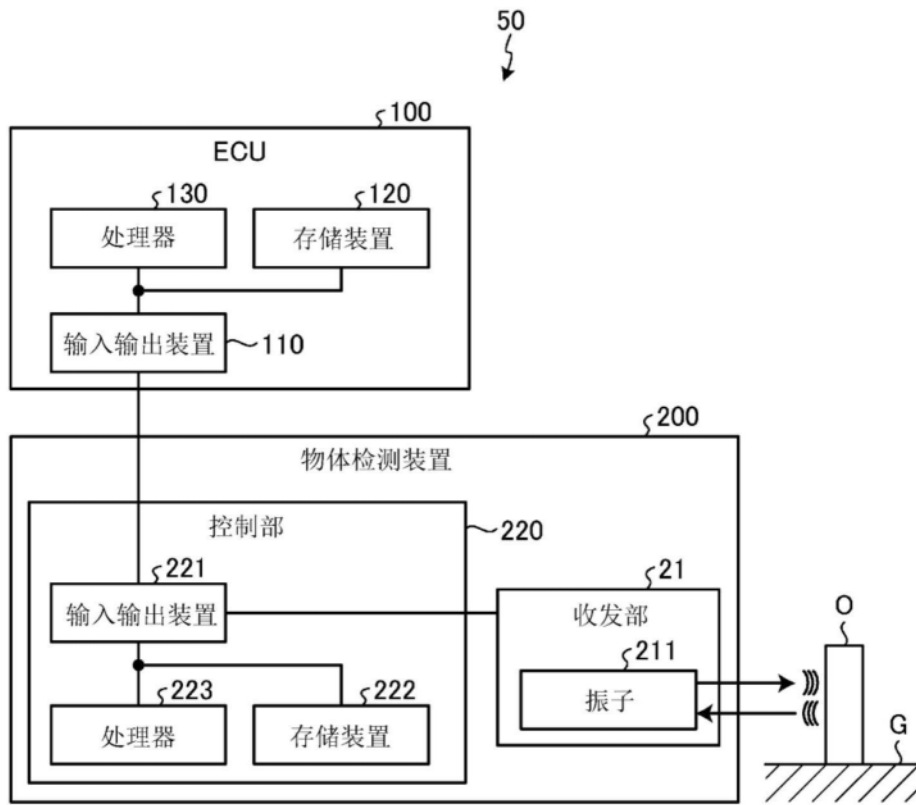 50
100
ECU
130
120
处理器
存储装置
输入输出装置
110
200
物体检测装置
控制部
220
221
21
输入输出装置
收发部
O
211
振子
223
222
G
处理器
存储装置